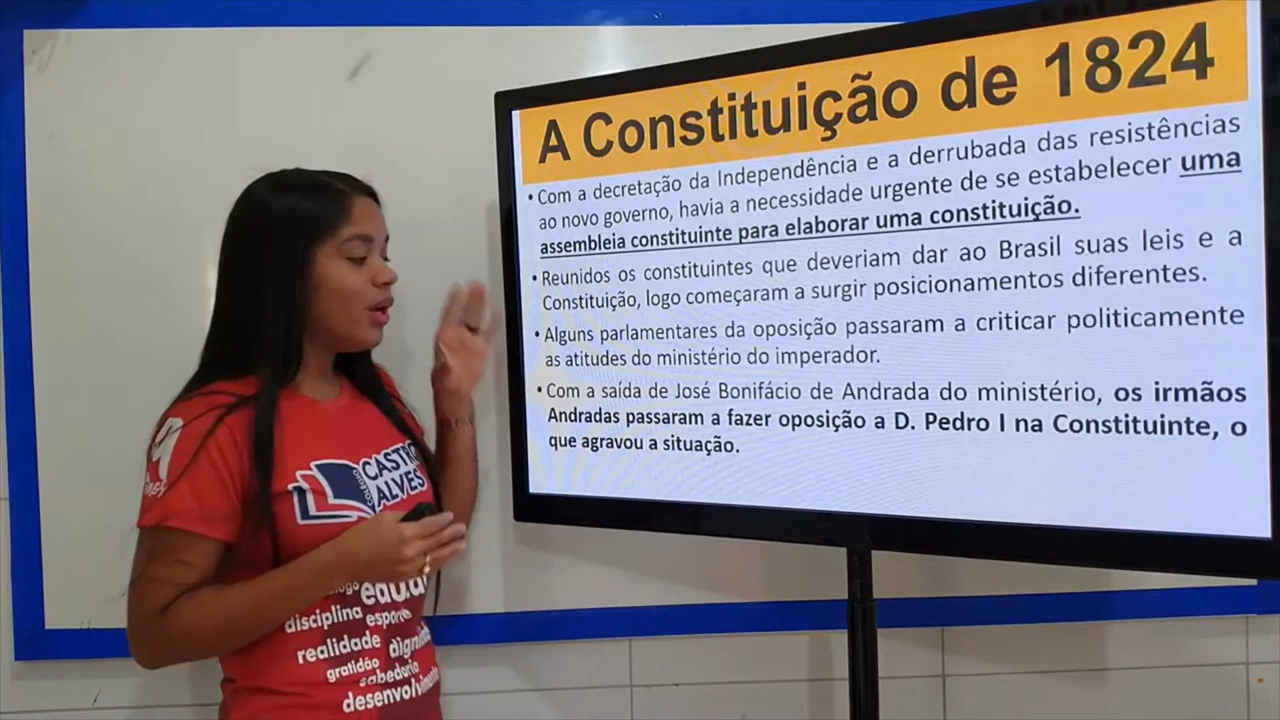 A Constituição de 1824
• Com a decretação da Independência e a derrubada das resistências
ao novo governo, havia a necessidade urgente de se estabelecer uma
assembleia constituinte para elaborar uma constituição.
• Reunidos os constituintes que deveriam dar ao Brasil suas leis e a
Constituição, logo começaram a surgir posicionamentos diferentes.
• Alguns parlamentares da oposição passaram a criticar politicamente
as atitudes do ministério do imperador.
• Com a saída de José Bonifácio de Andrada do ministério, os irmãos
Andradas passaram a fazer oposição a D. Pedro I na Constituinte, o
que agravou a situação.
9
anos
COLÉGIO
CASTRO
ALVES
disciplina
realidade
gratidão
sabedoria